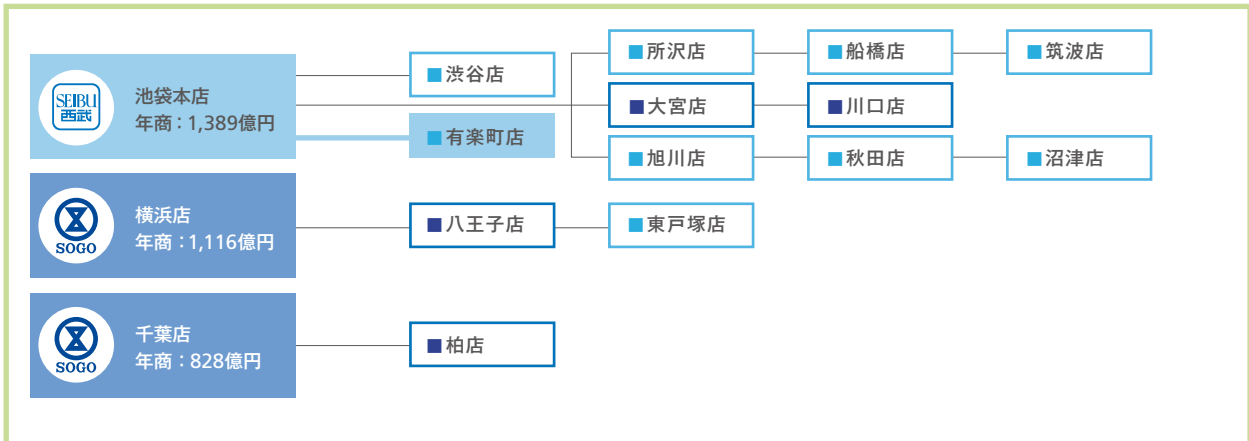 SEIBU
西武
池袋本店
年商：1,389億円
■渋谷店
■有楽町店
■所沢店
■船橋店
■筑波店
■大宮店
■川口店
■旭川店
■秋田店
■沼津店
SOGO
横浜店
年商：1,116億円
■八王子店
■東戸塚店
SOGO
千葉店
年商：828億円
■柏店